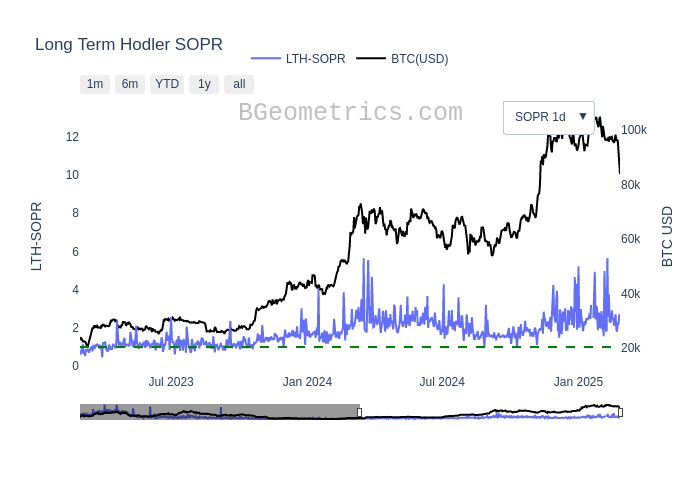 Long Term Hodler SOPR
LTH-SOPR
BTC(USD)
1m
6m
YTD
1y
all
BGeometrics.com
SOPR 1d ▼
12
10
8
6
4
2
0
LTH-SOPR
100k
80k
60k
40k
20k
BTC USD
Jul 2023
Jan 2024
Jul 2024
Jan 2025